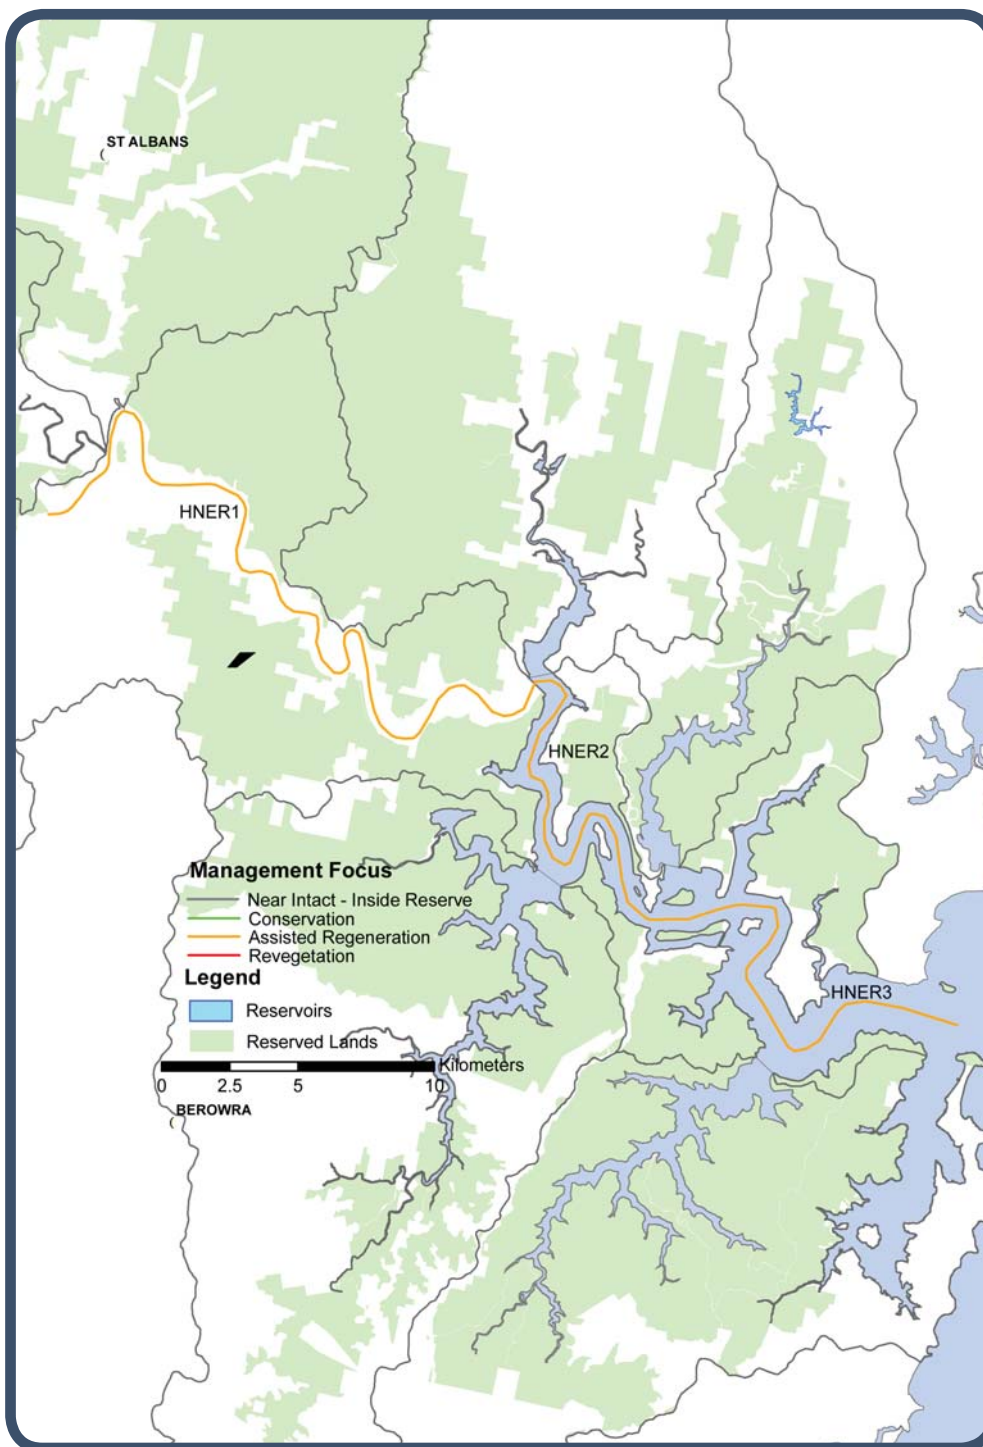 ST ALBANS
HNER1
HNER2
Management Focus
Near Intact - Inside Reserve
Conservation
Assisted Regeneration
Revegetation
Legend
HNER3
Reservoirs
Reserved Lands
Kilometers
0 2.5 5 10
BEROWRA